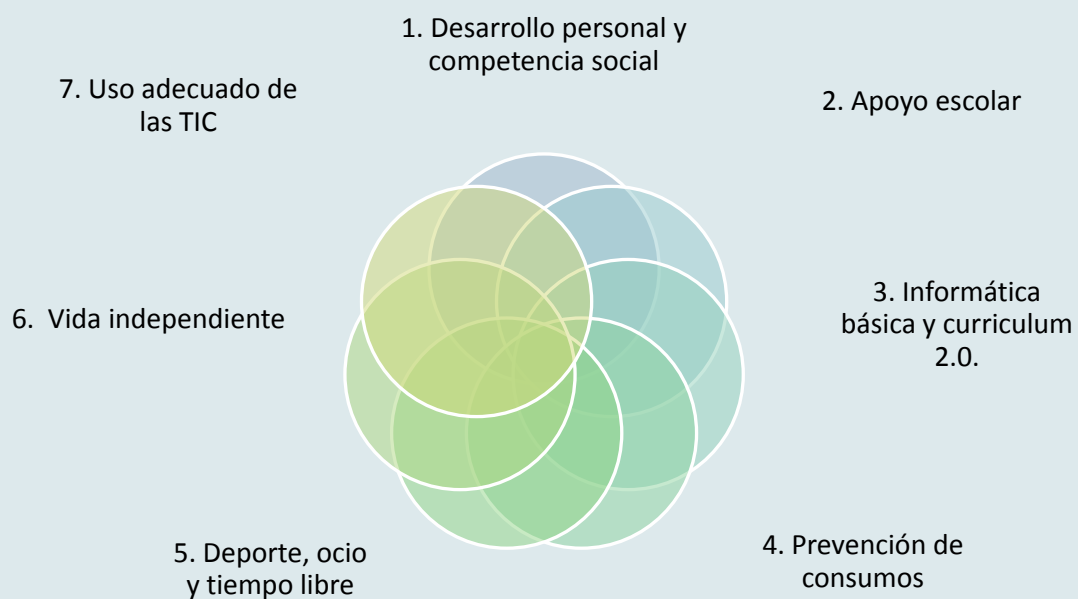 1. Desarrollo personal y
competencia social
2. Apoyo escolar
3. Informática
básica y curriculum
2.0.
4. Prevención de
consumos
5. Deporte, ocio
y tiempo libre
6. Vida independiente
7. Uso adecuado de
las TIC